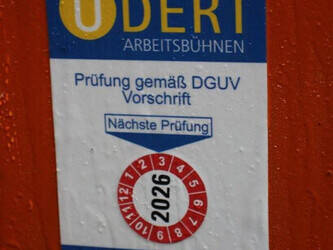 UDERT
ARBEITSBÜHNEN
Prüfung gemäß DGUV
Vorschrift
Nächste Prüfung
12 1 2 3 4 5 6 7 8 9 10 11
2026